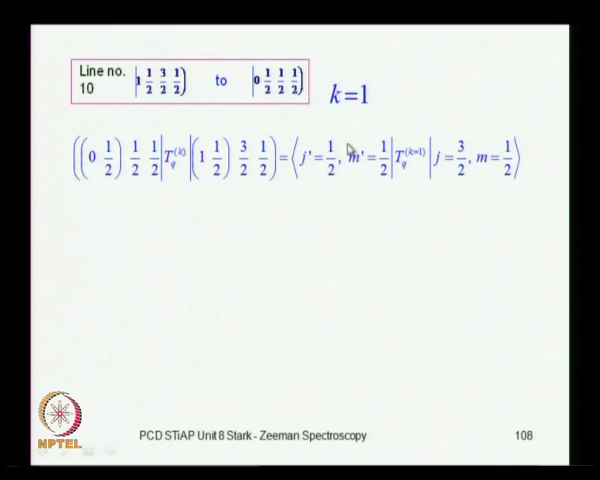 Line no. 10 |1 1/2 3/2 1/2) to |0 1/2 1/2 1/2)
k=1
((0 1/2) 1/2 1/2|T_q^(k)|(1 1/2) 3/2 1/2) = ⟨j'=1/2, m'=1/2|T_q^(k=1)|j=3/2, m=1/2⟩
NPTEL
PCD STiAP Unit 8 Stark - Zeeman Spectroscopy 108